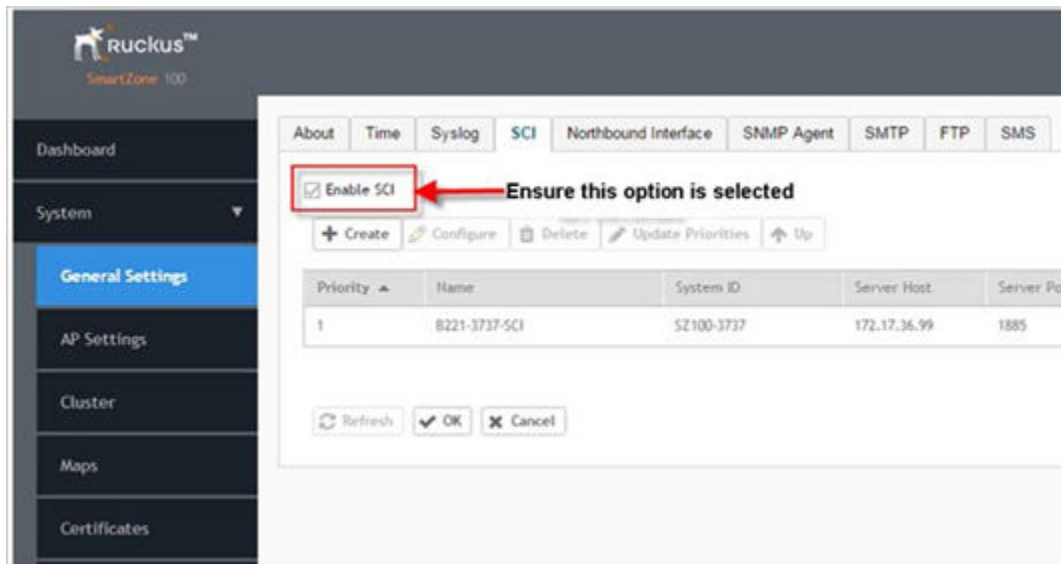 RUCKUS™
SmartZone 100
Dashboard
System
General Settings
AP Settings
Cluster
Maps
Certificates
About Time Syslog SCI Northbound Interface SNMP Agent SMTP FTP SMS
Enable SCI
Ensure this option is selected
Create Configure Delete Update Priorities Up
Priority Name System ID Server Host Server Po
1 B221-3737-SCI SZ100-3737 172.17.36.99 1885
Refresh OK Cancel